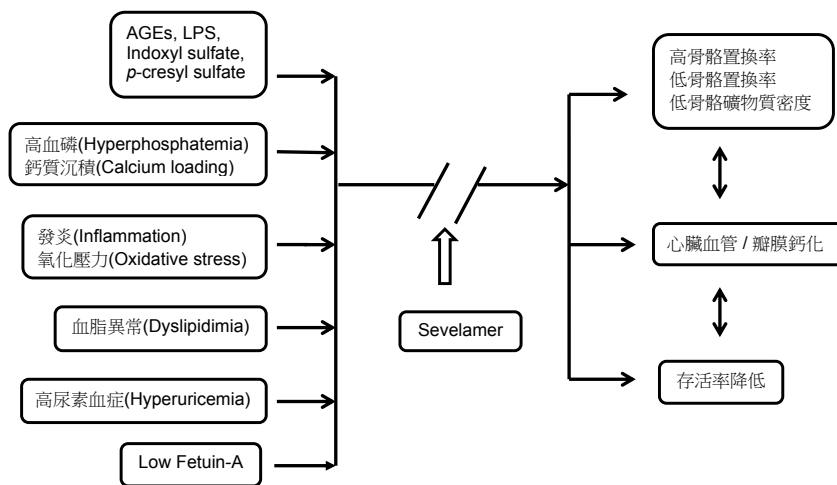 AGEs, LPS,
Indoxyl sulfate,
p-cresyl sulfate
高血磷(Hyperphosphatemia)
鈣質沉積(Calcium loading)
發炎(Inflammation)
氧化壓力(Oxidative stress)
血脂異常(Dyslipidimia)
高尿素血症(Hyperuricemia)
Low Fetuin-A
Sevelamer
高骨骼置換率
低骨骼置換率
低骨骼礦物質密度
心臟血管 / 瓣膜鈣化
存活率降低